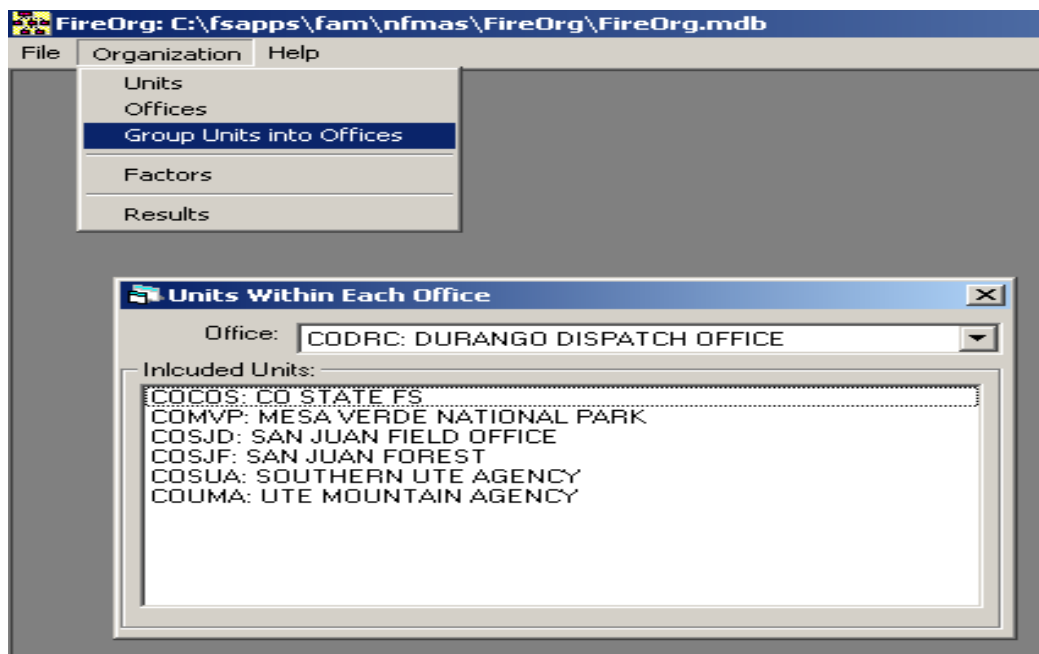 FireOrg: C:\fsapps\fam\nfmas\FireOrg\FireOrg.mdb
File Organization Help
Units
Offices
Group Units into Offices
Factors
Results
Units Within Each Office
Office: CODRC: DURANGO DISPATCH OFFICE
Inlcuded Units:
COCOS: CO STATE FS
COMVP: MESA VERDE NATIONAL PARK
COSJD: SAN JUAN FIELD OFFICE
COSJF: SAN JUAN FOREST
COSUA: SOUTHERN UTE AGENCY
COUMA: UTE MOUNTAIN AGENCY